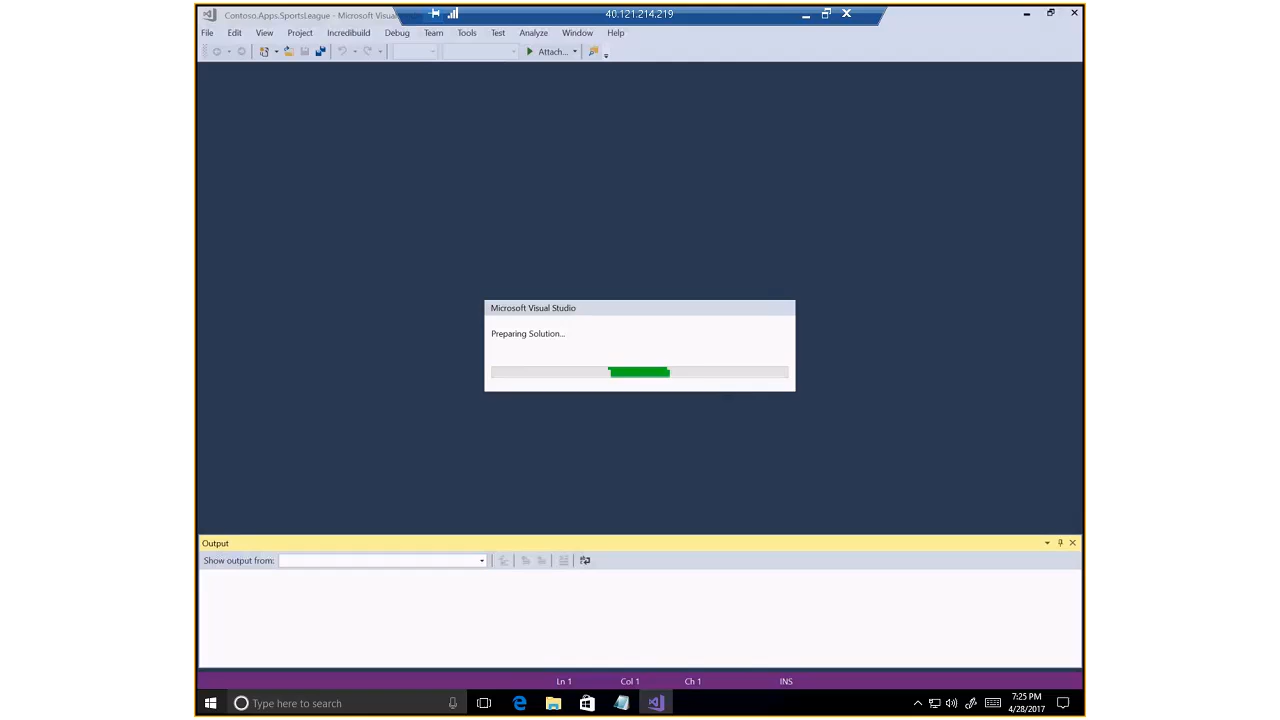 Contoso.Apps.SportsLeague - Microsoft Visual
40.121.214.219
File Edit View Project Incredibuild Debug Team Tools Test Analyze Window Help
Attach...
Microsoft Visual Studio
Preparing Solution...
Output
Show output from:
Ln 1 Col 1 Ch 1 INS
Type here to search
7:25 PM
4/28/2017